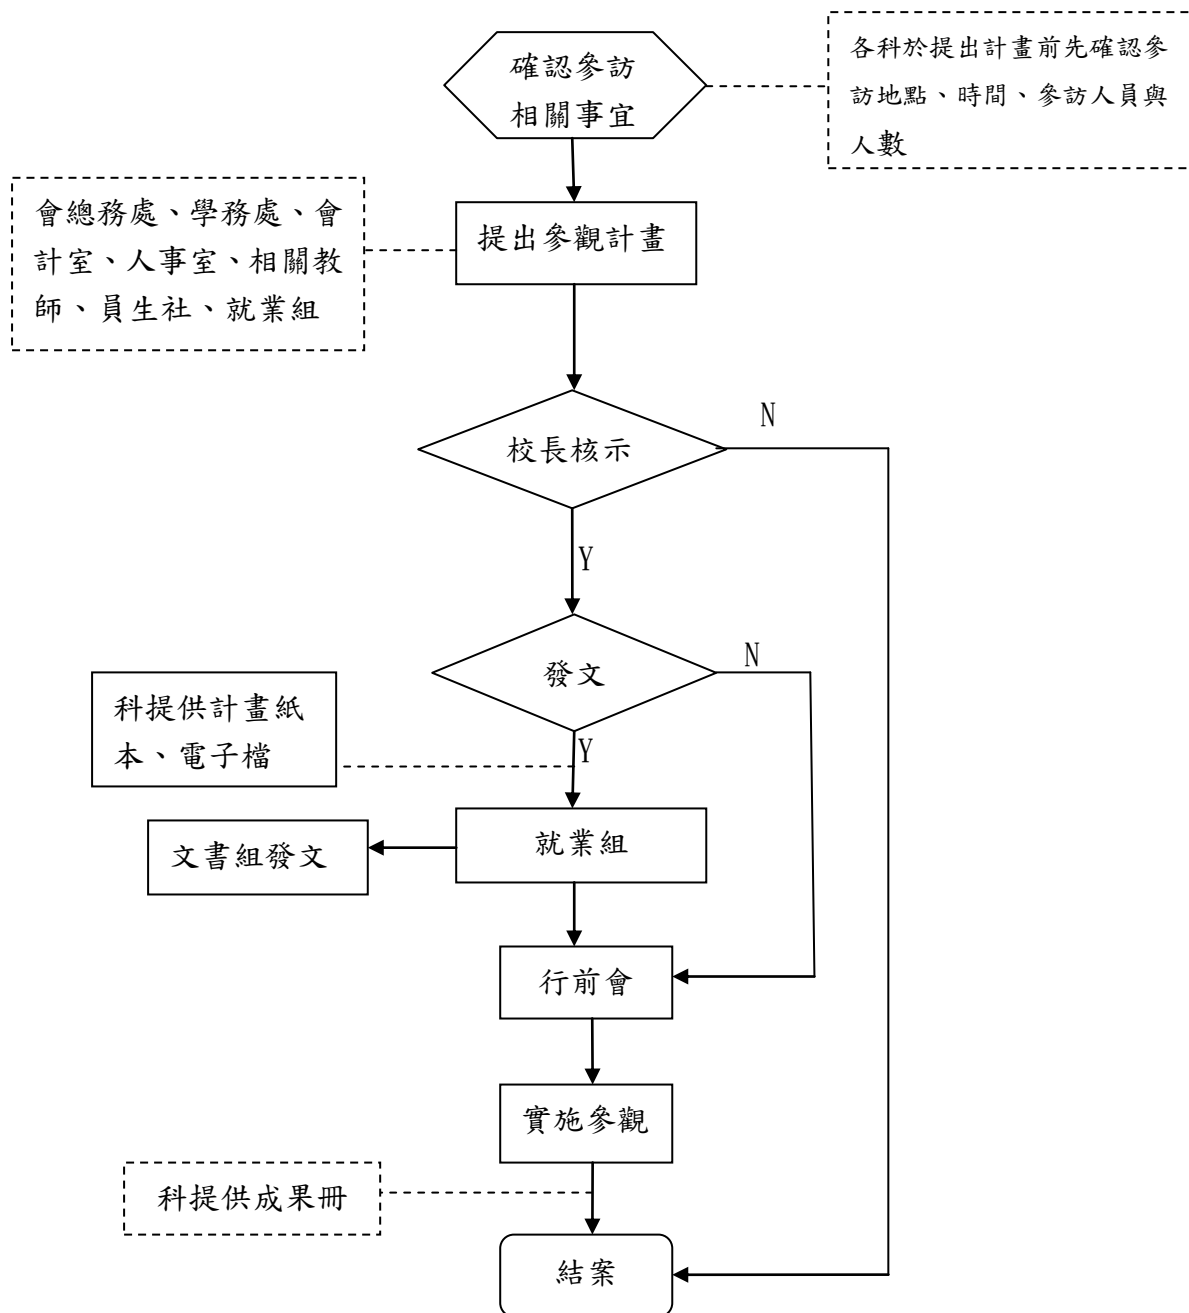 確認參訪
相關事宜
各科於提出計畫前先確認參
訪地點、時間、參訪人員與
人數
會總務處、學務處、會
計室、人事室、相關教
師、員生社、就業組
提出參觀計畫
校長核示
N
Y
發文
N
科提供計畫紙
本、電子檔
Y
就業組
文書組發文
行前會
實施參觀
科提供成果冊
結案